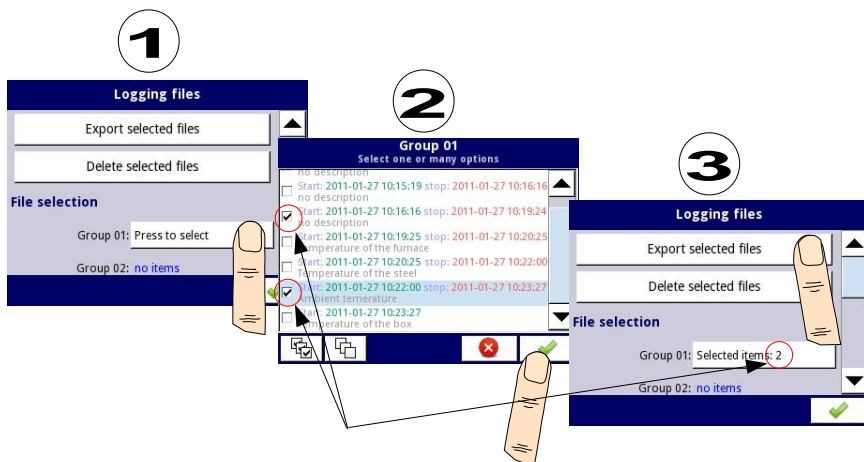 1
Logging files
Export selected files
Delete selected files
File selection
Group 01: Press to select
Group 02: no items
2
Group 01
Select one or many options
no description
Start: 2011-01-27 10:15:19 stop: 2011-01-27 10:16:16
no description
Start: 2011-01-27 10:16:16 stop: 2011-01-27 10:19:24
no description
Start: 2011-01-27 10:19:25 stop: 2011-01-27 10:20:25
Temperature of the furnace
Start: 2011-01-27 10:20:25 stop: 2011-01-27 10:22:00
Temperature of the steel
Start: 2011-01-27 10:22:00 stop: 2011-01-27 10:23:27
Ambient temerature
Start: 2011-01-27 10:23:27
Temperature of the box
3
Logging files
Export selected files
Delete selected files
File selection
Group 01: Selected items: 2
Group 02: no items